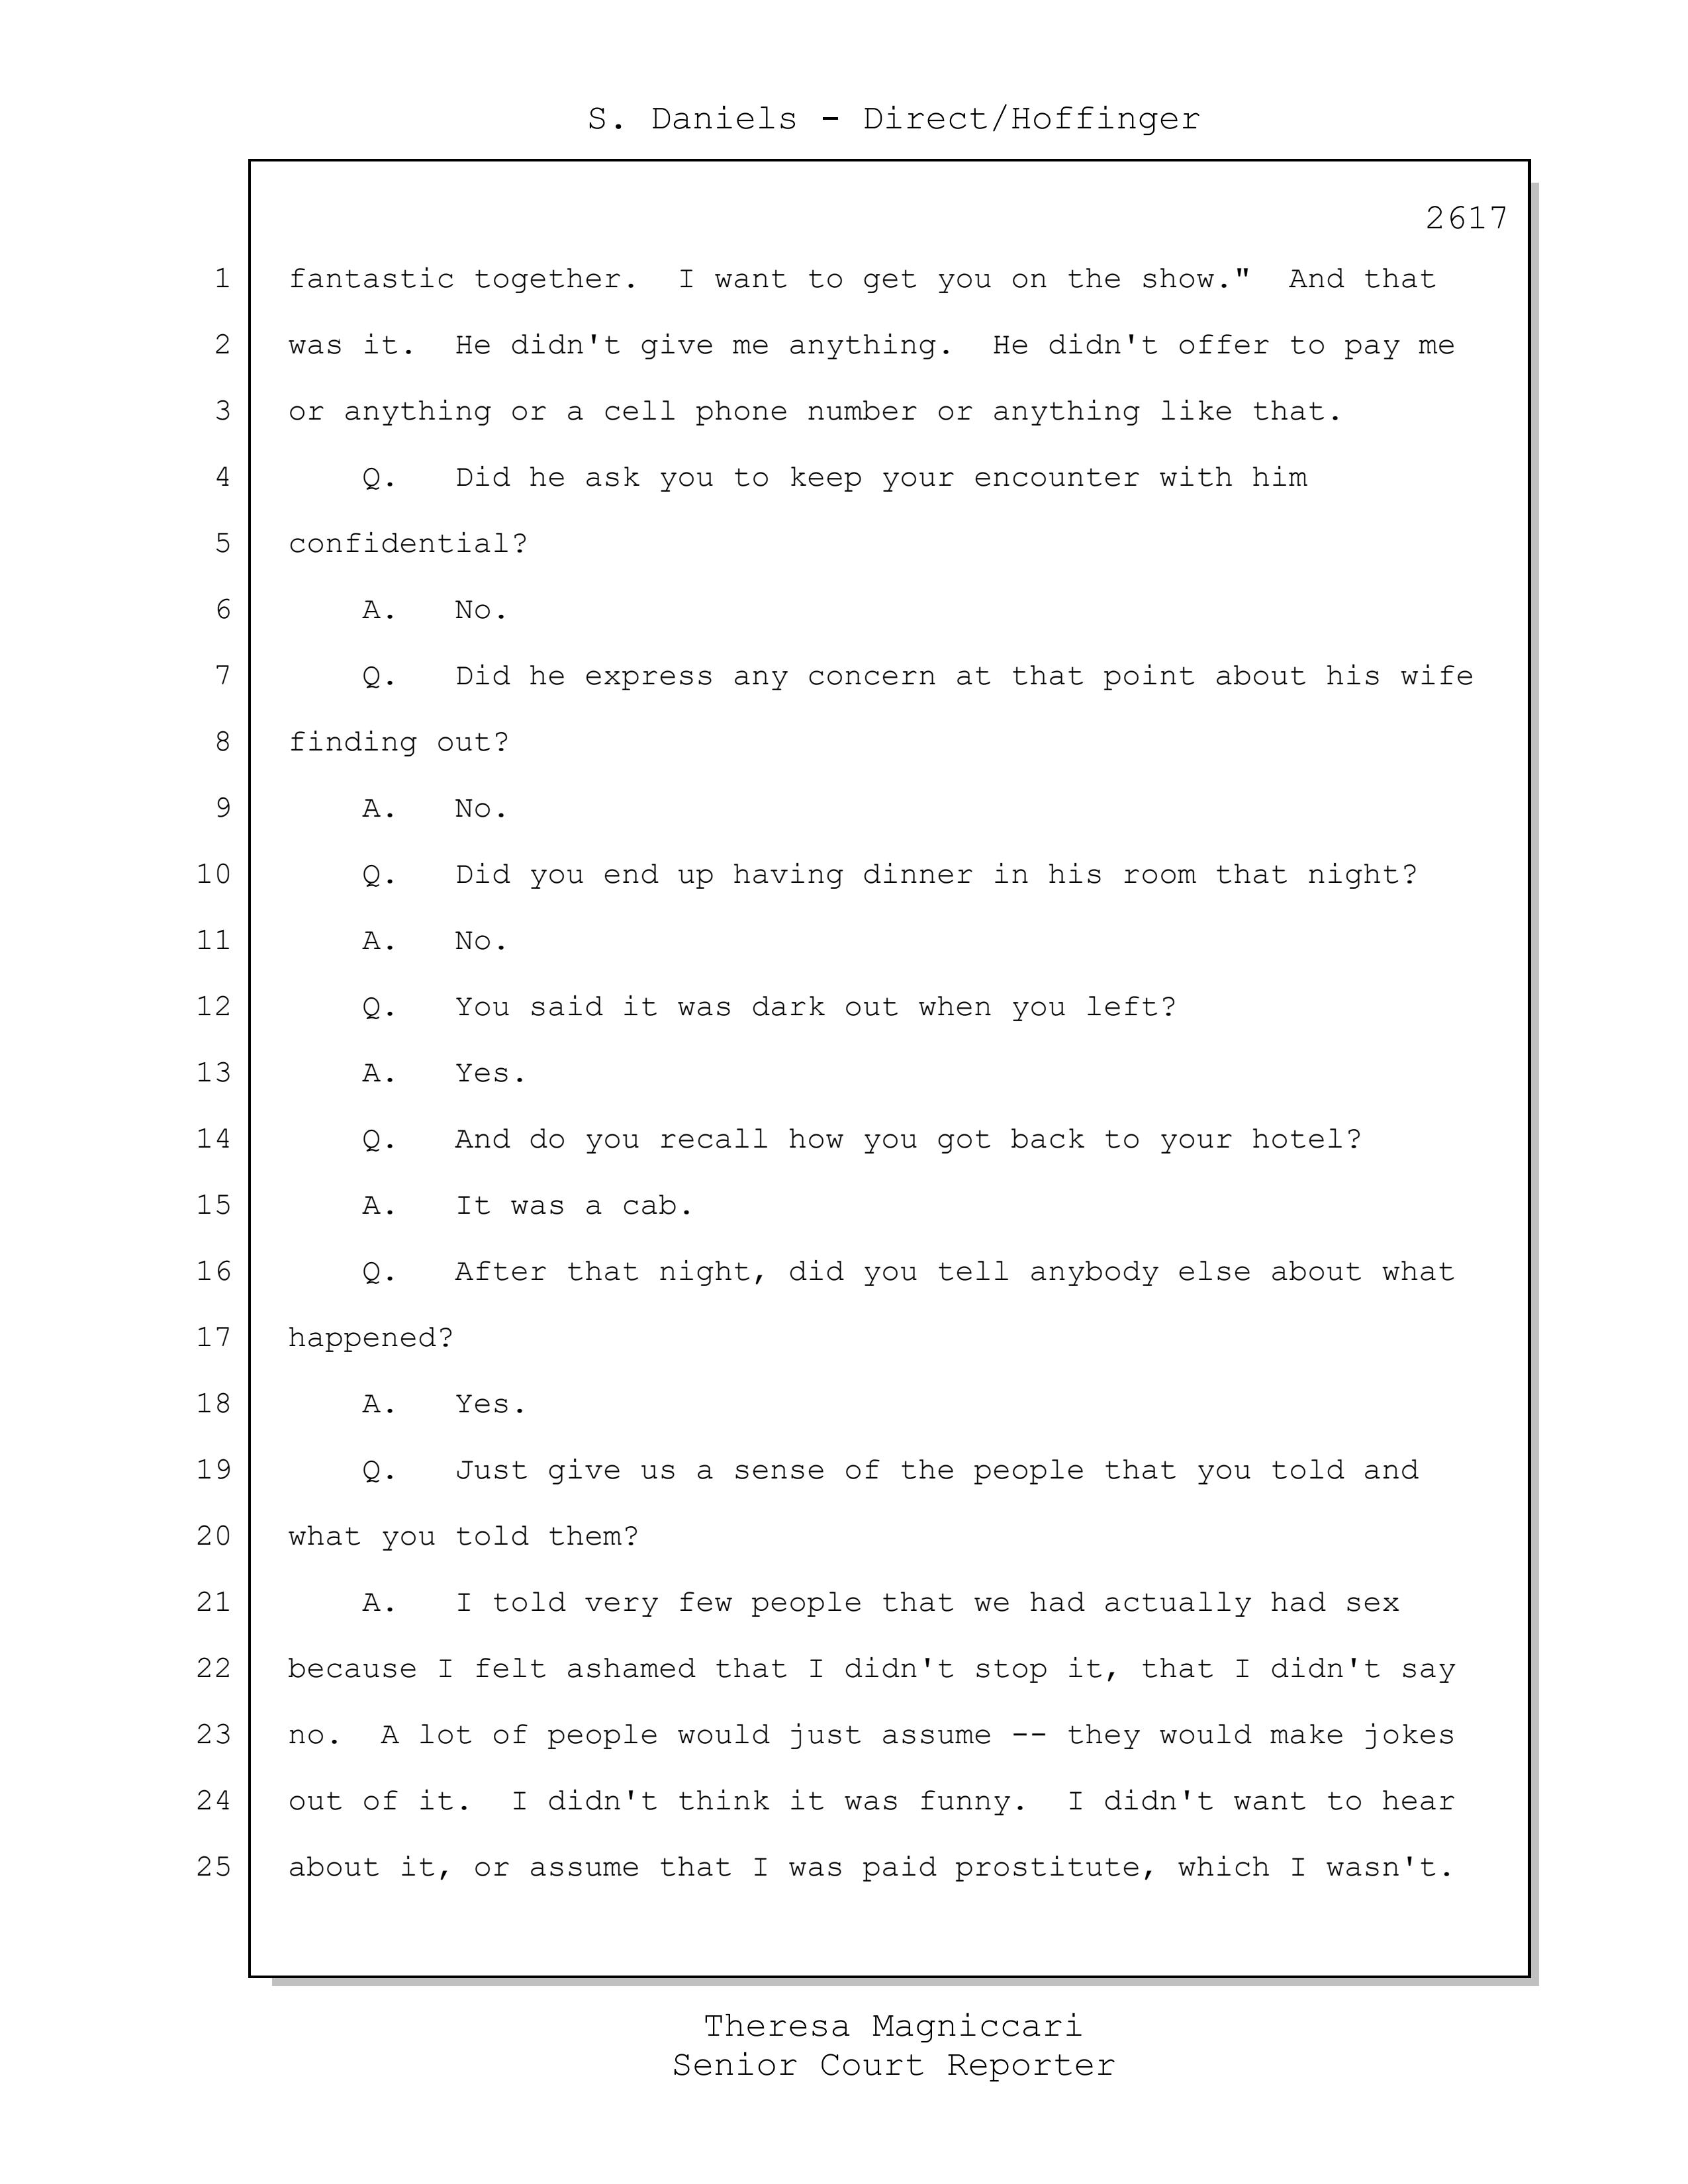 S. Daniels - Direct/Hoffinger
2617
1 fantastic together. I want to get you on the show." And that
2 was it. He didn't give me anything. He didn't offer to pay me
3 or anything or a cell phone number or anything like that.
4 Q. Did he ask you to keep your encounter with him
5 confidential?
6 A. No.
7 Q. Did he express any concern at that point about his wife
8 finding out?
9 A. No.
10 Q. Did you end up having dinner in his room that night?
11 A. No.
12 Q. You said it was dark out when you left?
13 A. Yes.
14 Q. And do you recall how you got back to your hotel?
15 A. It was a cab.
16 Q. After that night, did you tell anybody else about what
17 happened?
18 A. Yes.
19 Q. Just give us a sense of the people that you told and
20 what you told them?
21 A. I told very few people that we had actually had sex
22 because I felt ashamed that I didn't stop it, that I didn't say
23 no. A lot of people would just assume -- they would make jokes
24 out of it. I didn't think it was funny. I didn't want to hear
25 about it, or assume that I was paid prostitute, which I wasn't.
Theresa Magniccari
Senior Court Reporter